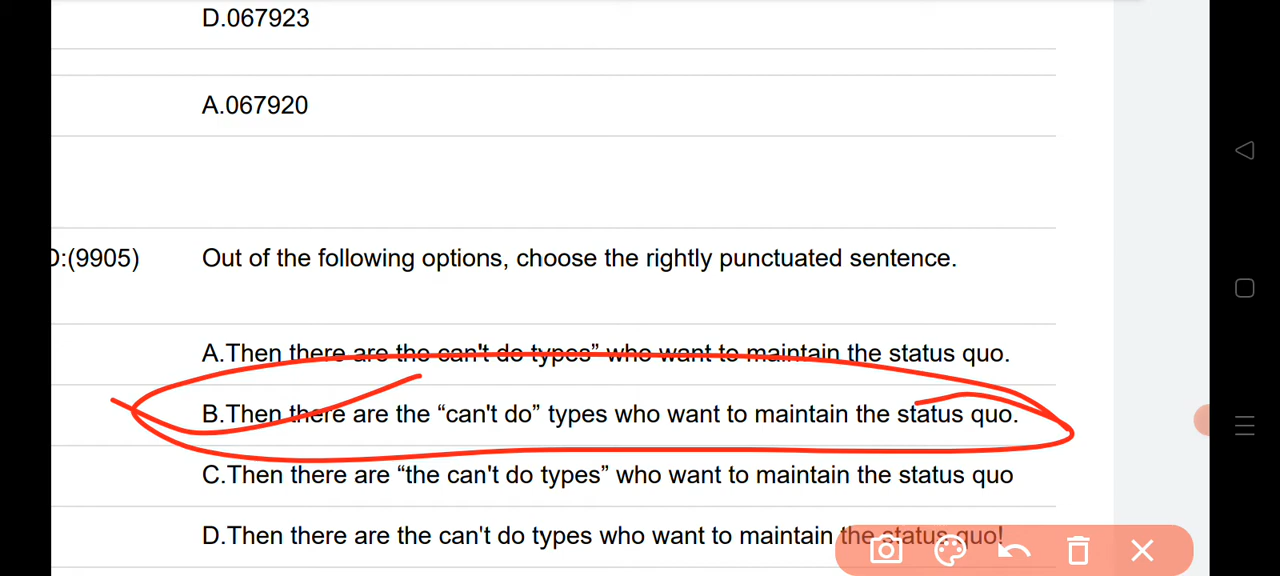 D.067923
A.067920
D:(9905) Out of the following options, choose the rightly punctuated sentence.
A.Then there are the can't do types” who want to maintain the status quo.
B.Then there are the “can't do” types who want to maintain the status quo.
C.Then there are “the can't do types” who want to maintain the status quo
D.Then there are the can't do types who want to maintain the status quo!